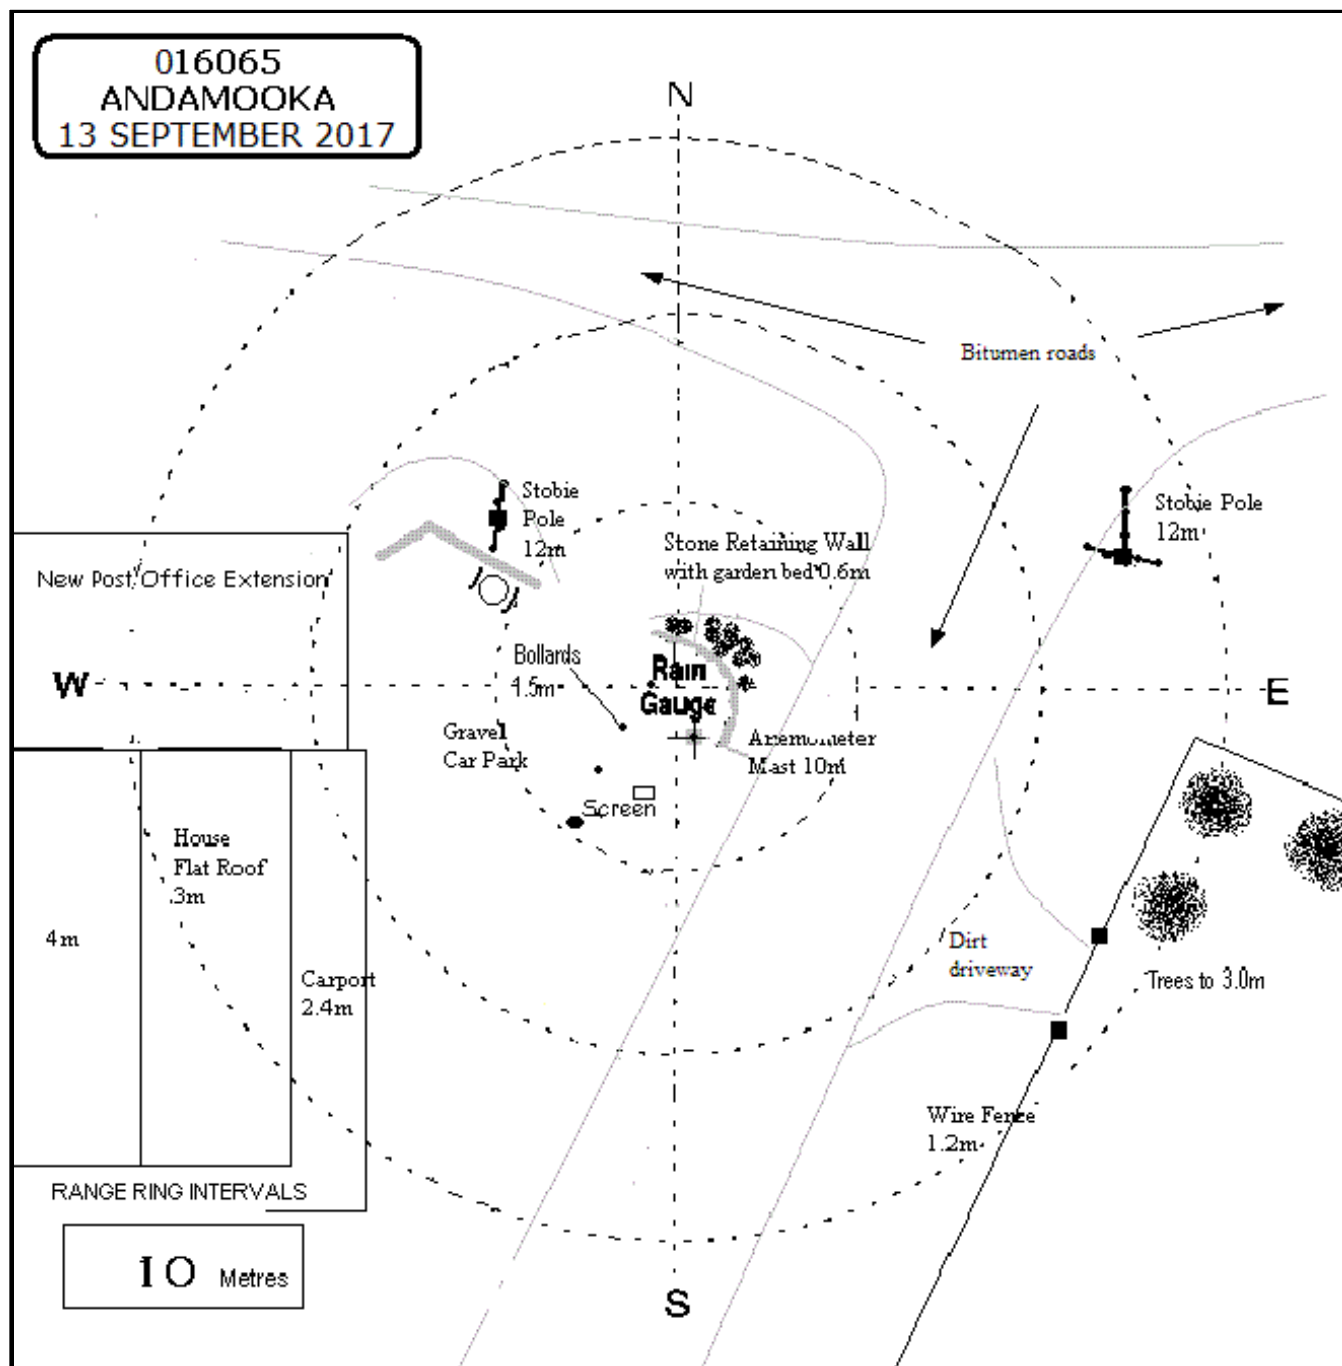 016065
ANDAMOOKA
13 SEPTEMBER 2017
N
Bitumen roads
Stobie
Pole
12m
Stobie Pole
12m
Stone Retaining Wall
with garden bed 0.6m
New Post Office Extension
Bollards
1.5m
Rain
Gauge
W
E
Gravel
Car Park
Anemometer
Mast 10m
Screen
House
Flat Roof
3m
4m
Carport
2.4m
Dirt
driveway
Trees to 3.0m
Wire Fence
1.2m
RANGE RING INTERVALS
10 Metres
S